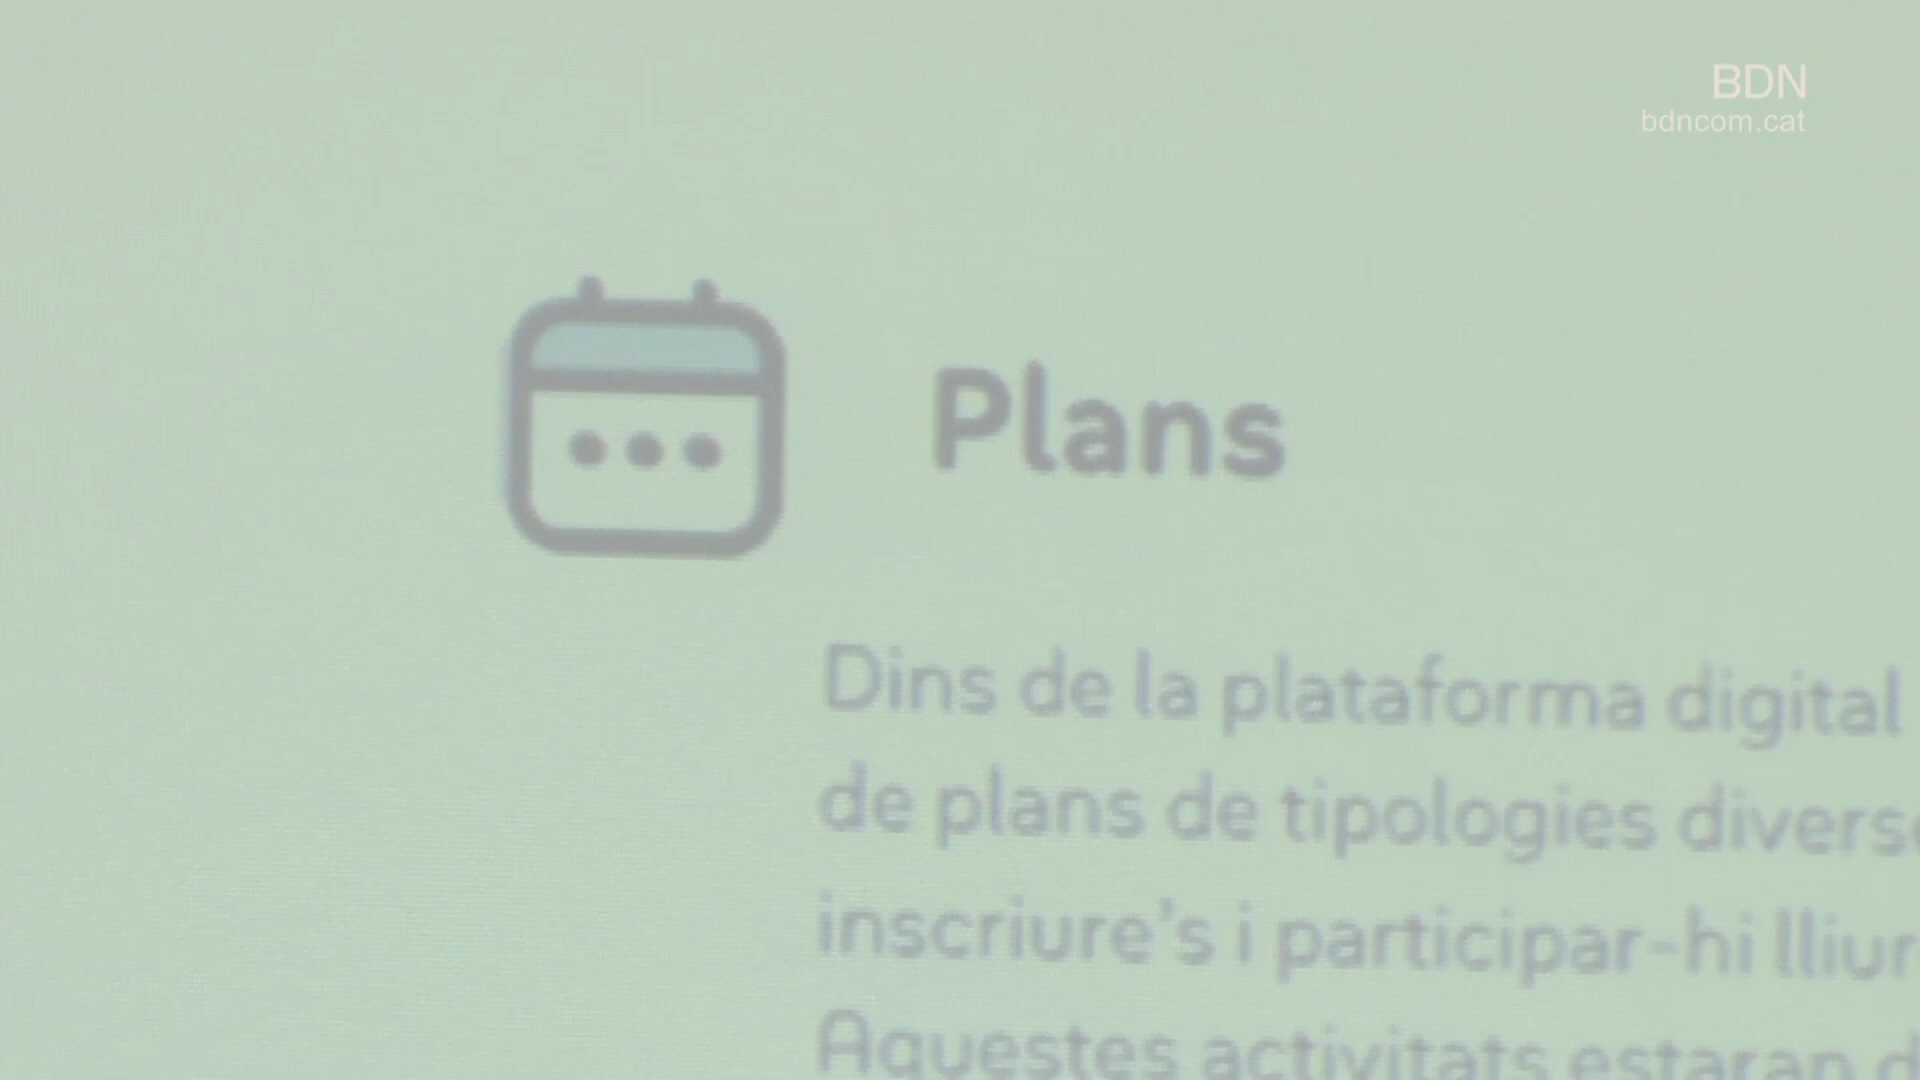 BDN
bdncom.cat
Plans
Dins de la plataforma digital
de plans de tipologies
inscriure's i participar-hi
Aquestes activitats estaran